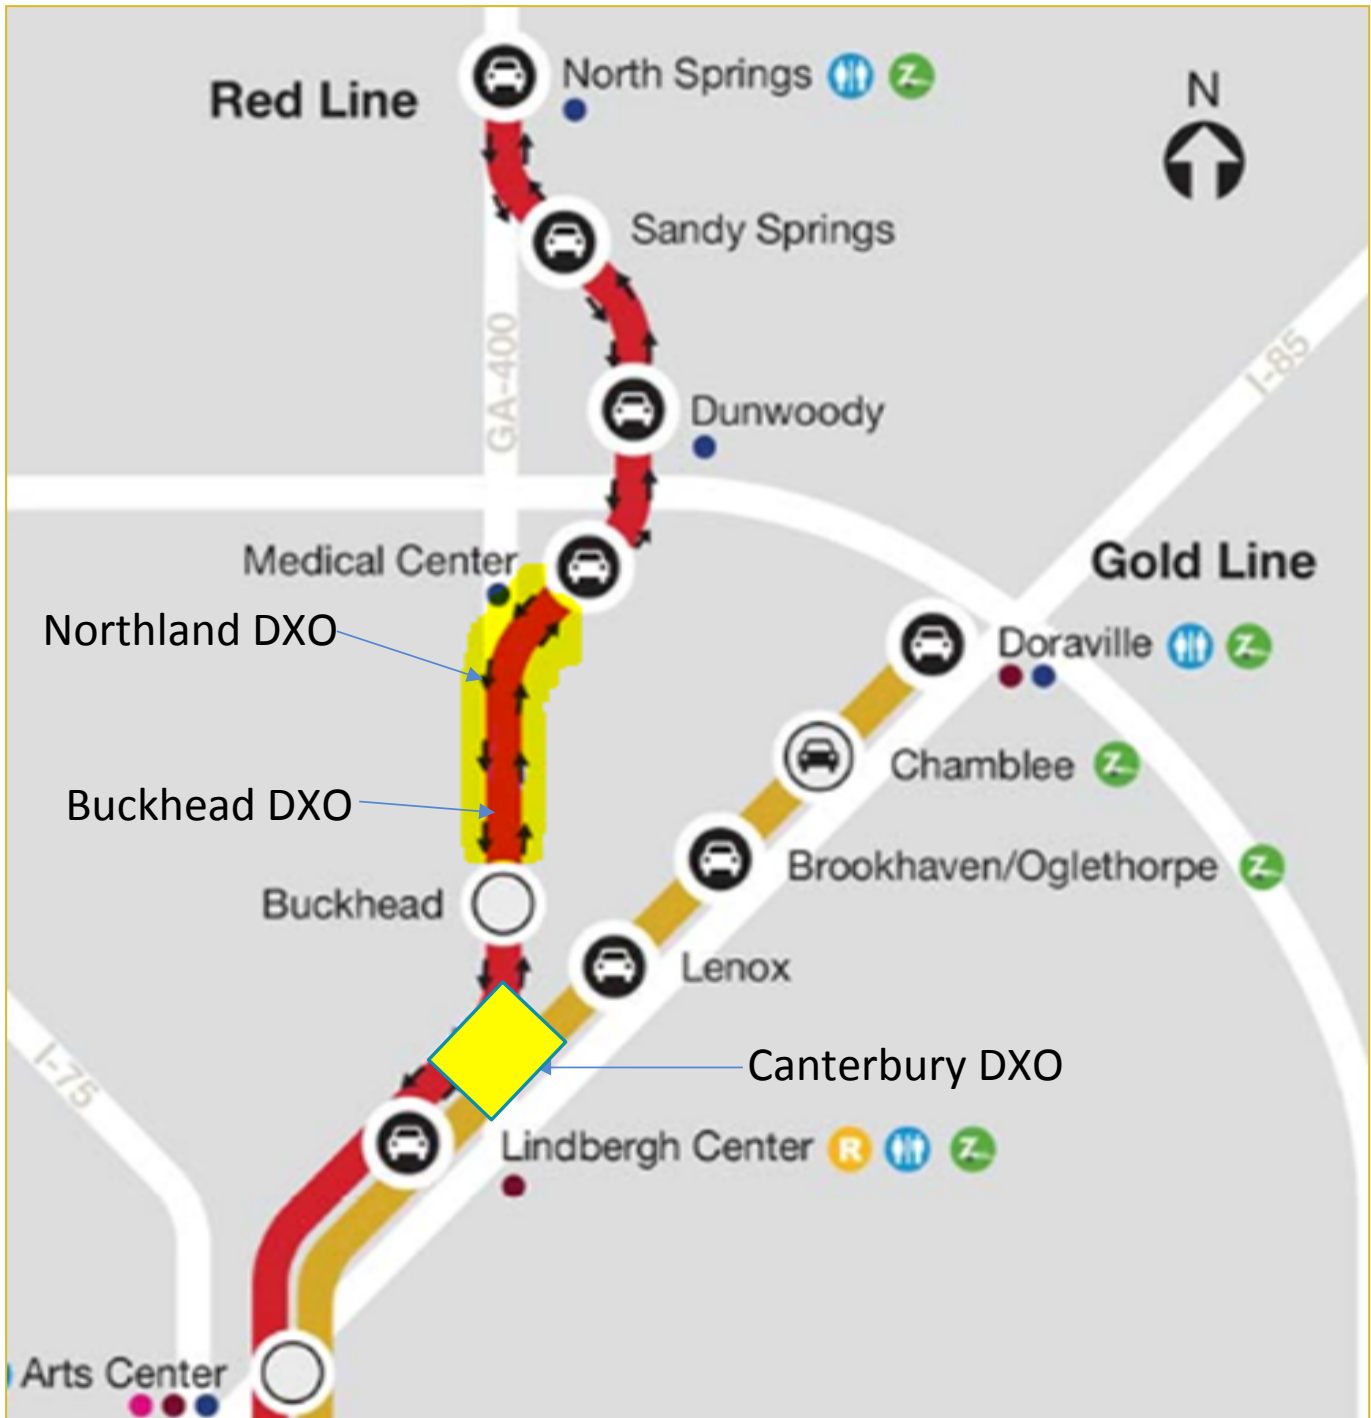 Red Line
North Springs
N
Sandy Springs
GA-400
I-85
Dunwoody
Medical Center
Gold Line
Northland DXO
Doraville
Chamblee
Buckhead DXO
Brookhaven/Oglethorpe
Buckhead
Lenox
I-75
Canterbury DXO
Lindbergh Center R
Arts Center